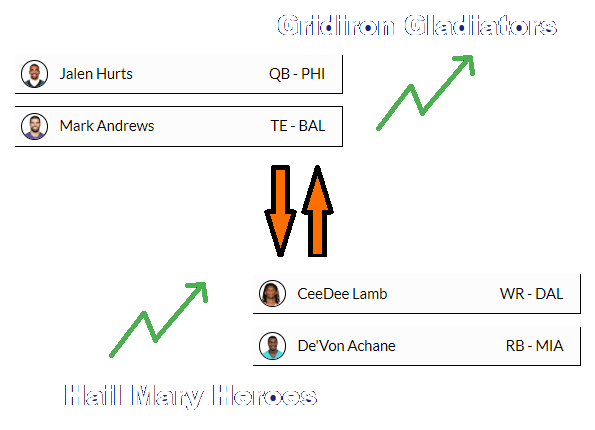 Gridiron Gladiators
Jalen Hurts QB - PHI
Mark Andrews TE - BAL
CeeDee Lamb WR - DAL
De'Von Achane RB - MIA
Hail Mary Heroes